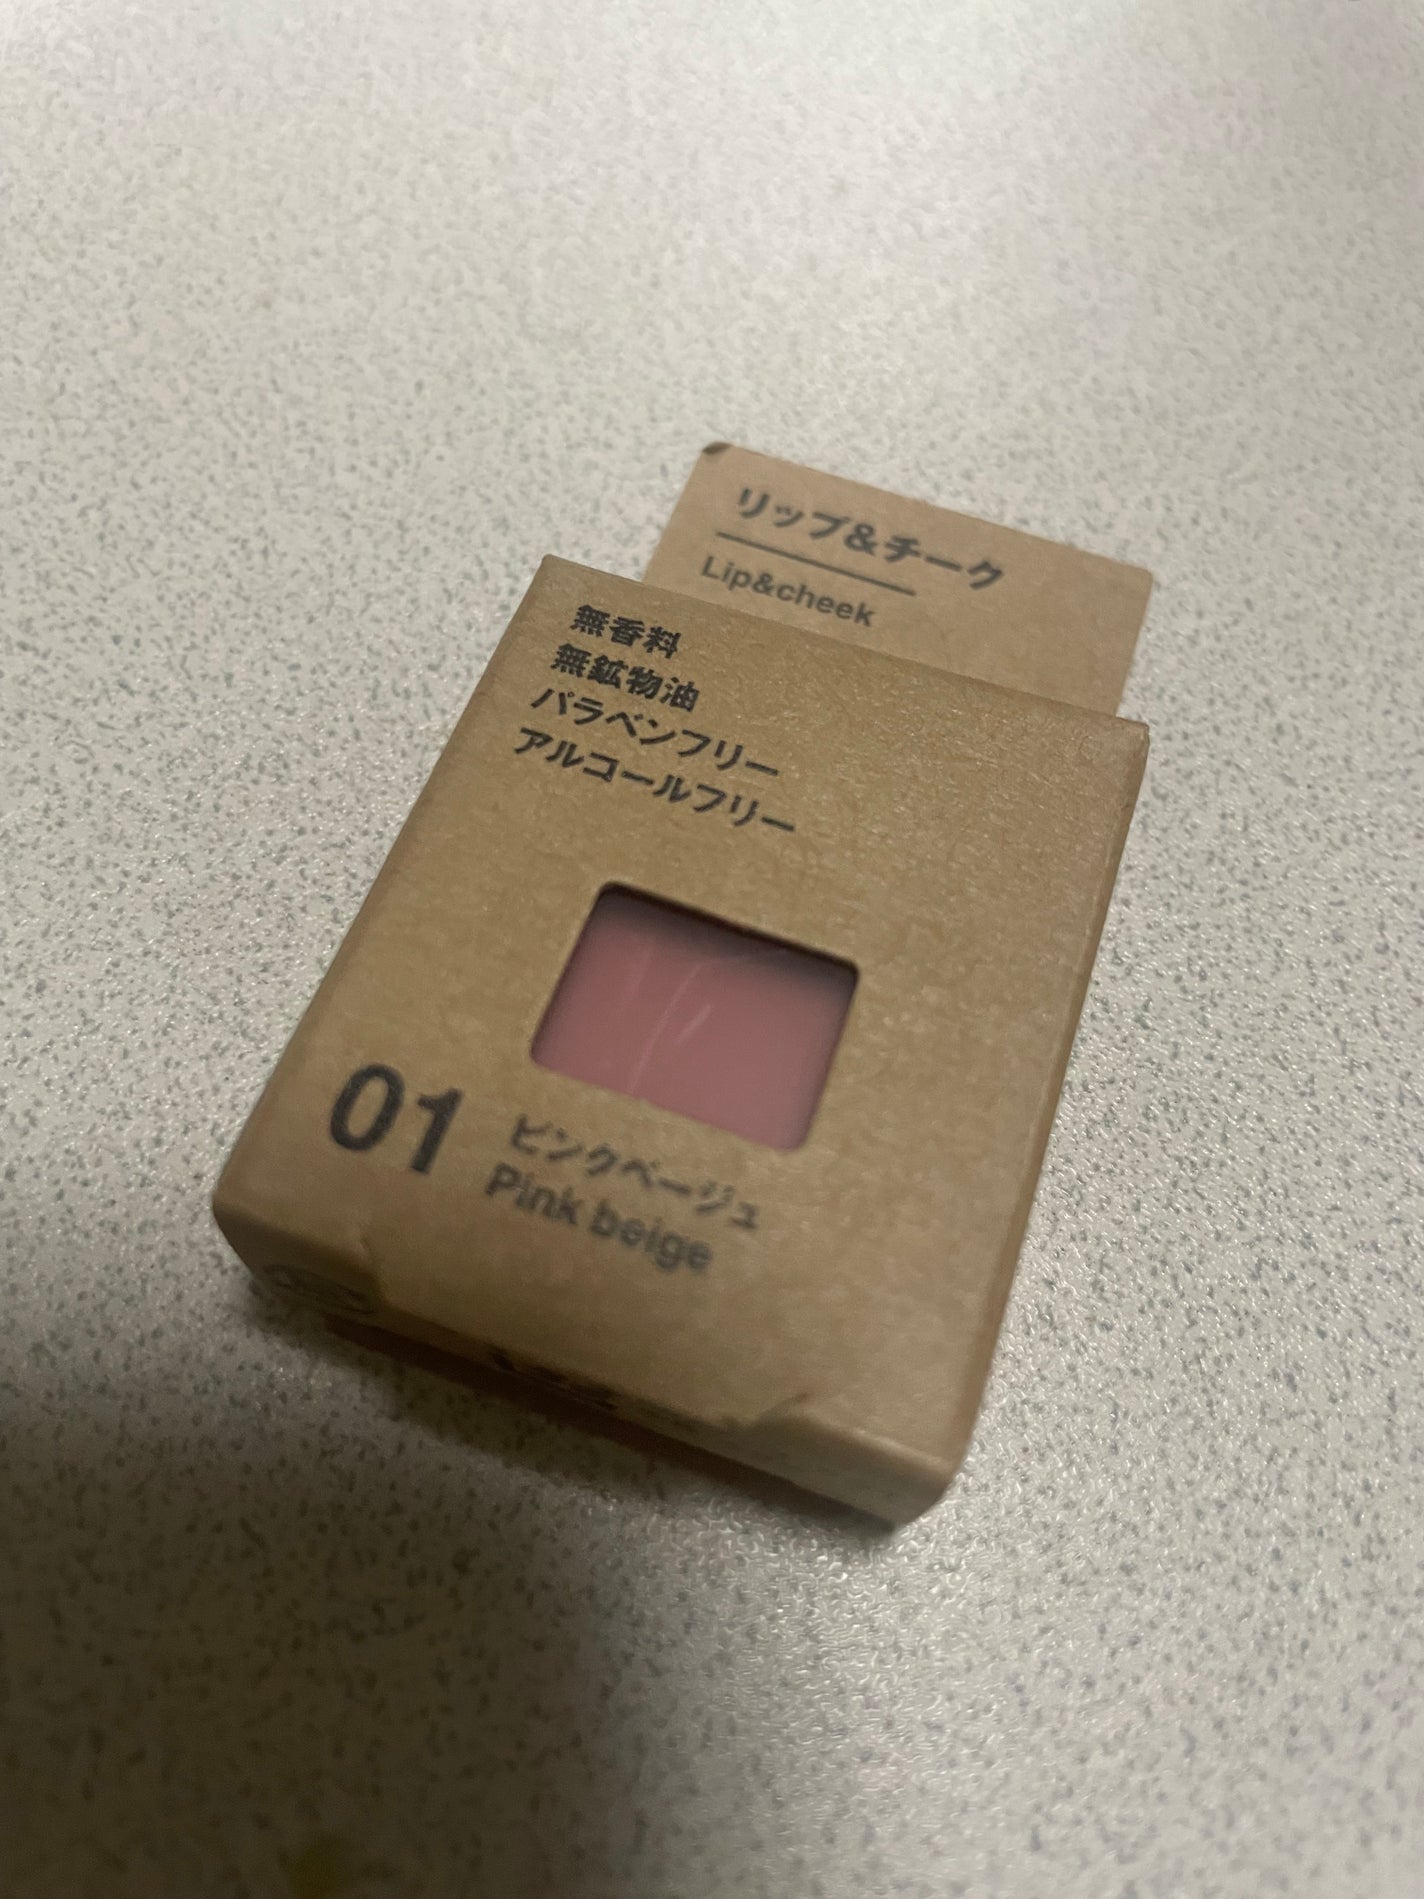 リップ&チーク
Lip&cheek
無香料
無鉱物油
パラベンフリー
アルコールフリー
01
ピンクベージュ
Pink beige